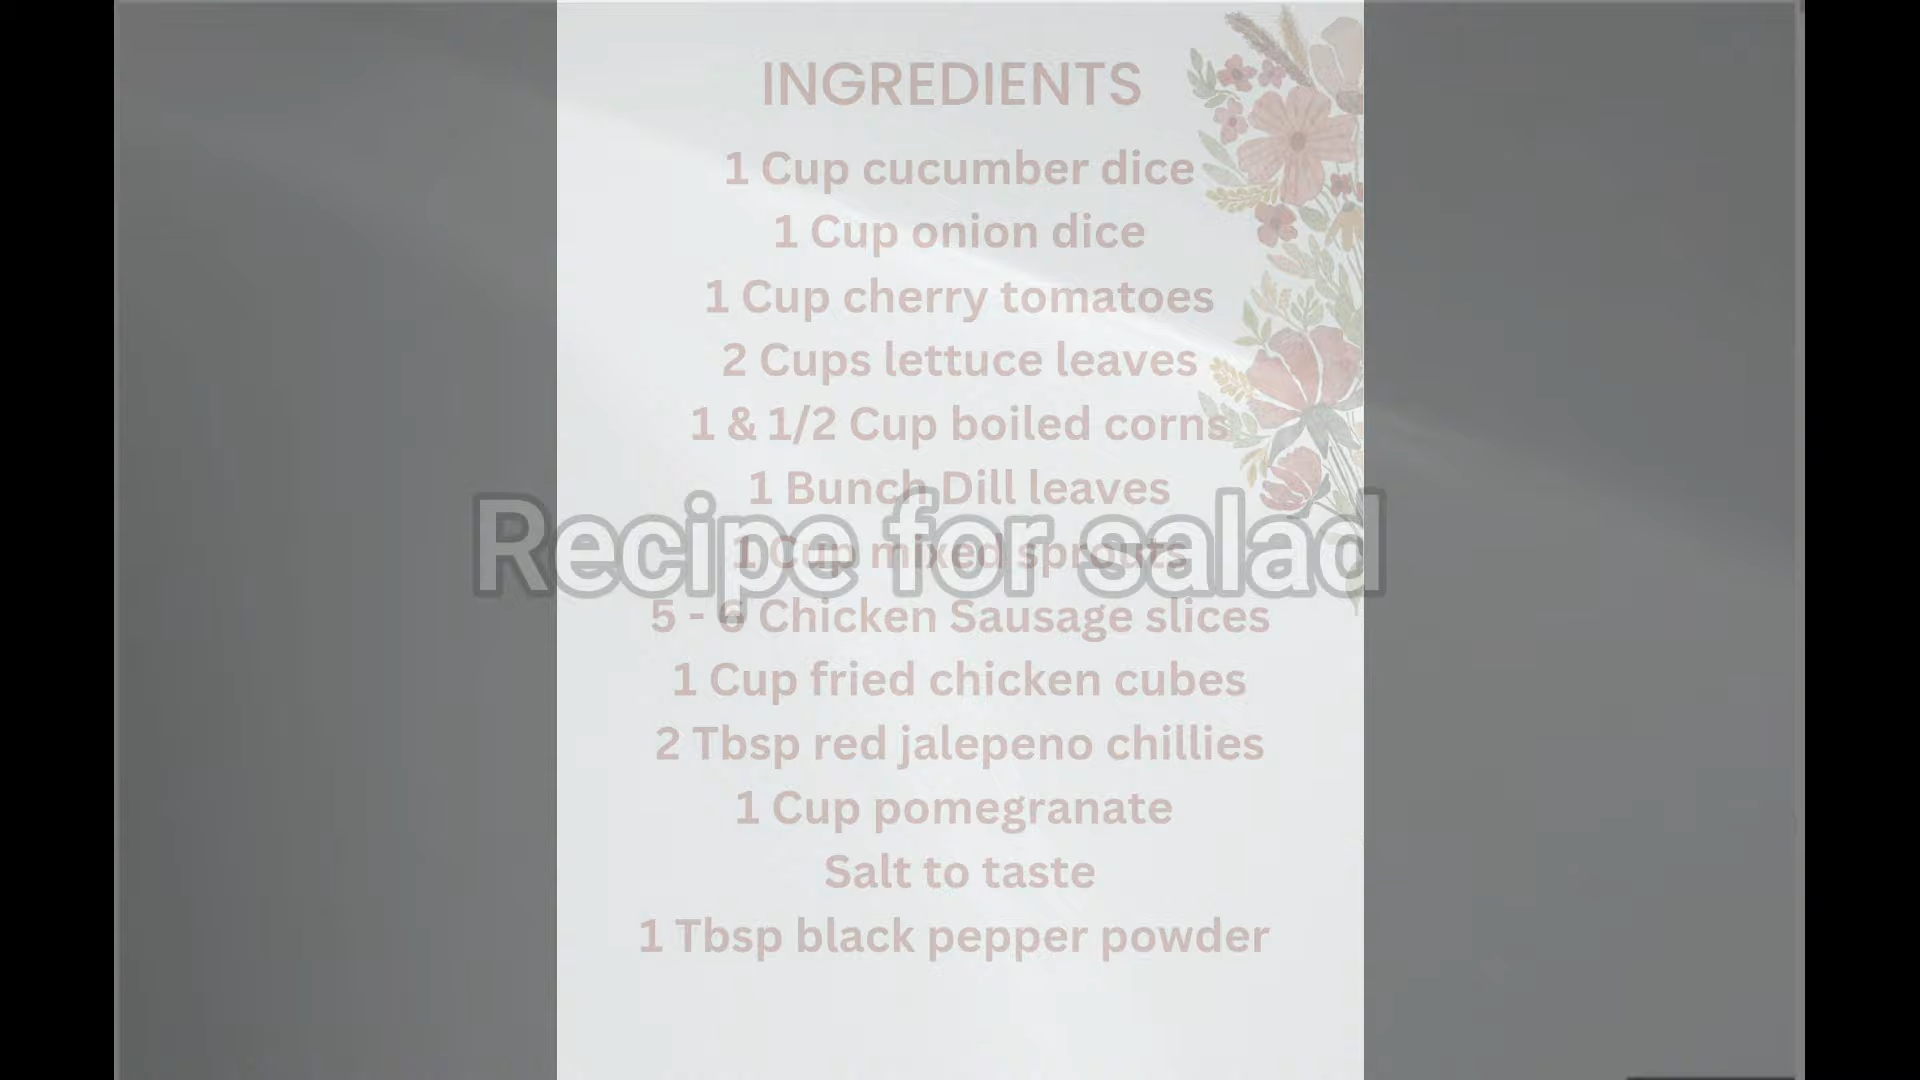 INGREDIENTS
1 Cup cucumber dice
1 Cup onion dice
1 Cup cherry tomatoes
2 Cups lettuce leaves
1 & 1/2 Cup boiled corns
1 Bunch Dill leaves
Recipe for salad
1 Cup mixed sprouts
5 - 6 Chicken Sausage slices
1 Cup fried chicken cubes
2 Tbsp red jalepeno chillies
1 Cup pomegranate
Salt to taste
1 Tbsp black pepper powder